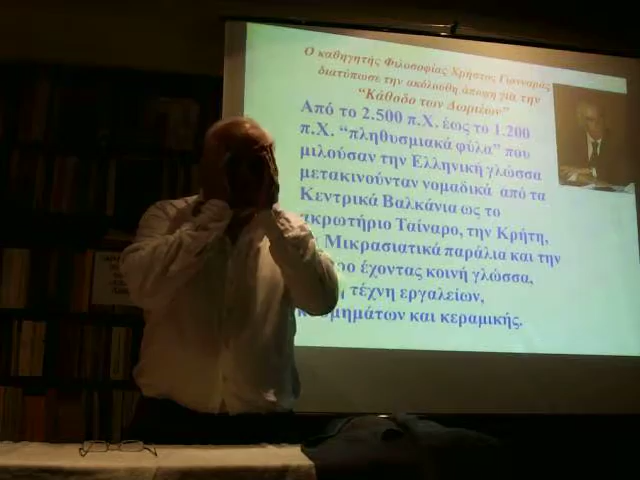 Ο καθηγητής Φιλοσοφίας Χρήστος Γιανναράς
διατύπωσε την ακόλουθη άποψη για την
“Κάθοδο των Δωριέων”
Από το 2.500 π.Χ. έως το 1.200
π.Χ. “πληθυσμιακά φύλα” που
μιλούσαν την Ελληνική γλώσσα
μετακινούνταν νομαδικά από τα
Κεντρικά Βαλκάνια ως το
ακρωτήριο Ταίναρο, την Κρήτη,
Μικρασιατικά παράλια και την
έχοντας κοινή γλώσσα,
τέχνη εργαλείων,
και κεραμικής.